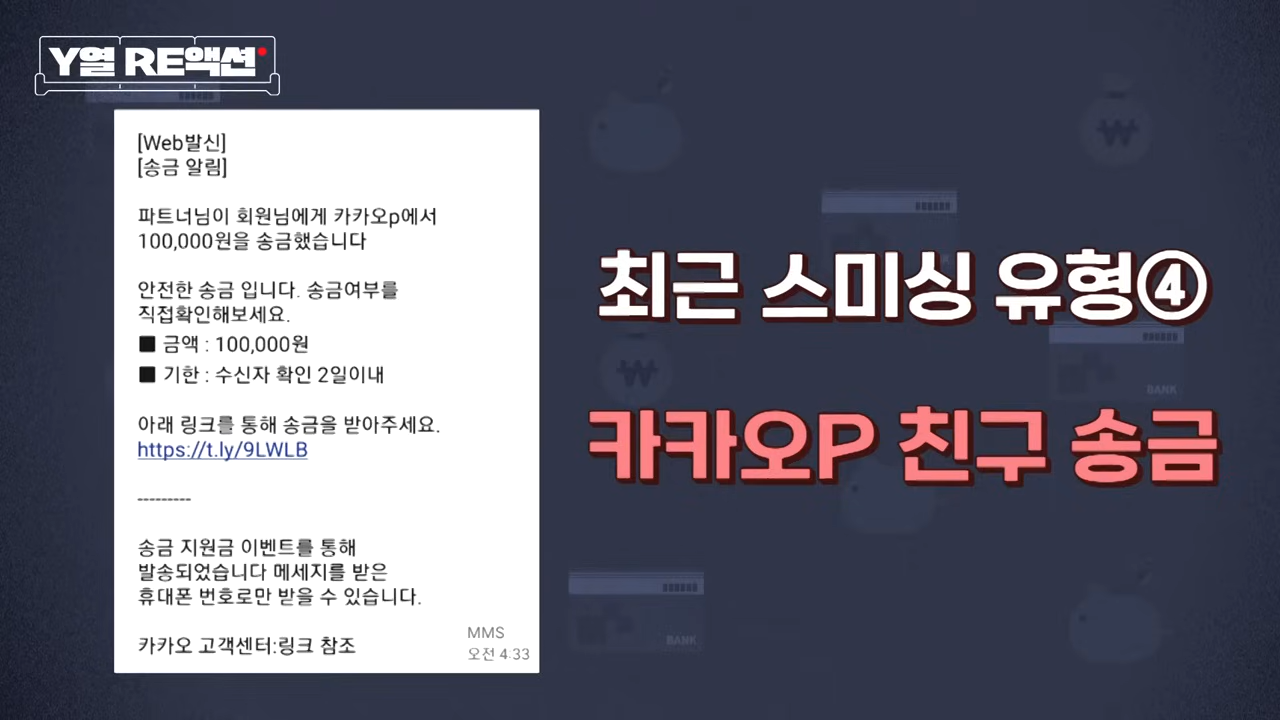 Y열 RE액션
[Web발신]
[송금 알림]
파트너님이 회원님에게 카카오p에서
100,000원을 송금했습니다
안전한 송금 입니다. 송금여부를
직접확인해보세요.
■ 금액 : 100,000원
■ 기한 : 수신자 확인 2일이내
아래 링크를 통해 송금을 받아주세요.
https://t.ly/9LWLB
---------
송금 지원금 이벤트를 통해
발송되었습니다 메세지를 받은
휴대폰 번호로만 받을 수 있습니다.
카카오 고객센터:링크 참조
MMS
오전 4:33
최근 스미싱 유형④
카카오P 친구 송금
₩
₩
BANK
BANK